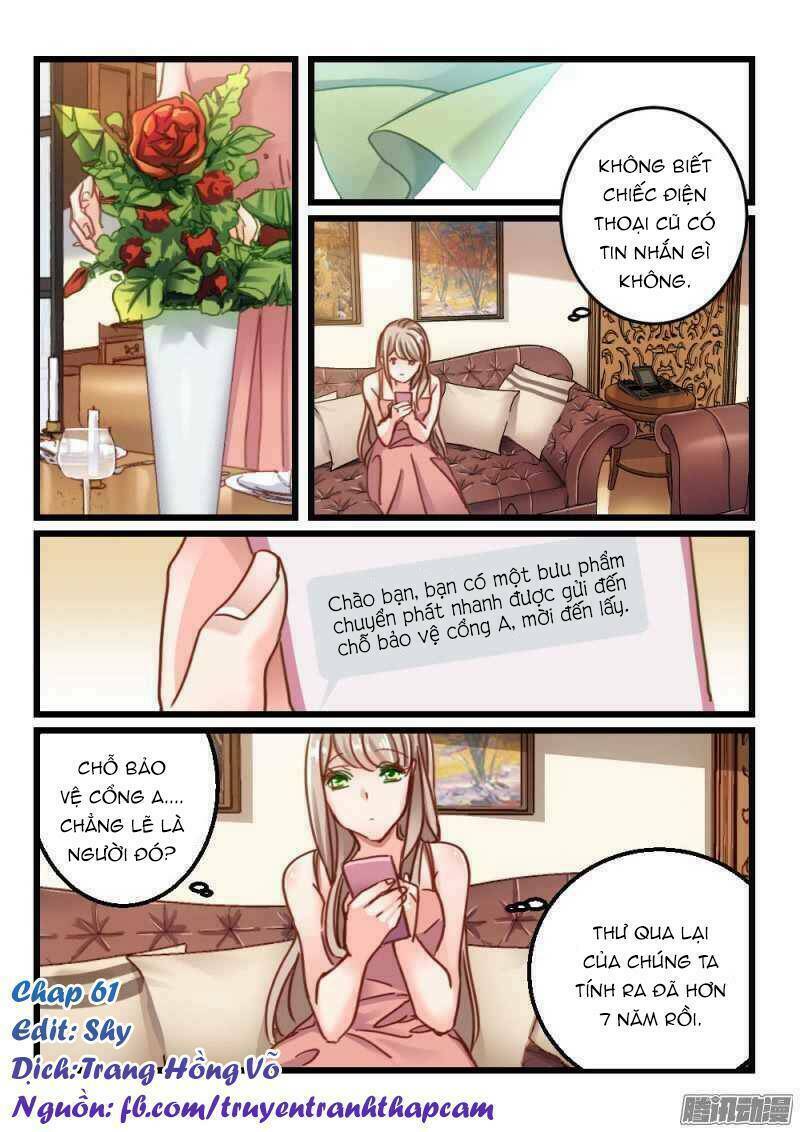 KHÔNG BIẾT
CHIẾC ĐIỆN
THOẠI CŨ CÓ
TIN NHẮN GÌ
KHÔNG.
Chào bạn, bạn có một bưu phẩm
chuyển phát nhanh được gửi đến
chỗ bảo vệ cổng A, mời đến lấy.
CHỖ BẢO
VỆ CỔNG A....
CHẲNG LẼ LÀ
NGƯỜI ĐÓ?
THƯ QUA LẠI
CỦA CHÚNG TA
TÍNH RA ĐÃ HƠN
7 NĂM RỒI.
Chap 61
Edit: Shy
Dịch:Trang Hồng Võ
Nguồn: fb.com/truyentranhthapcam
腾讯动漫